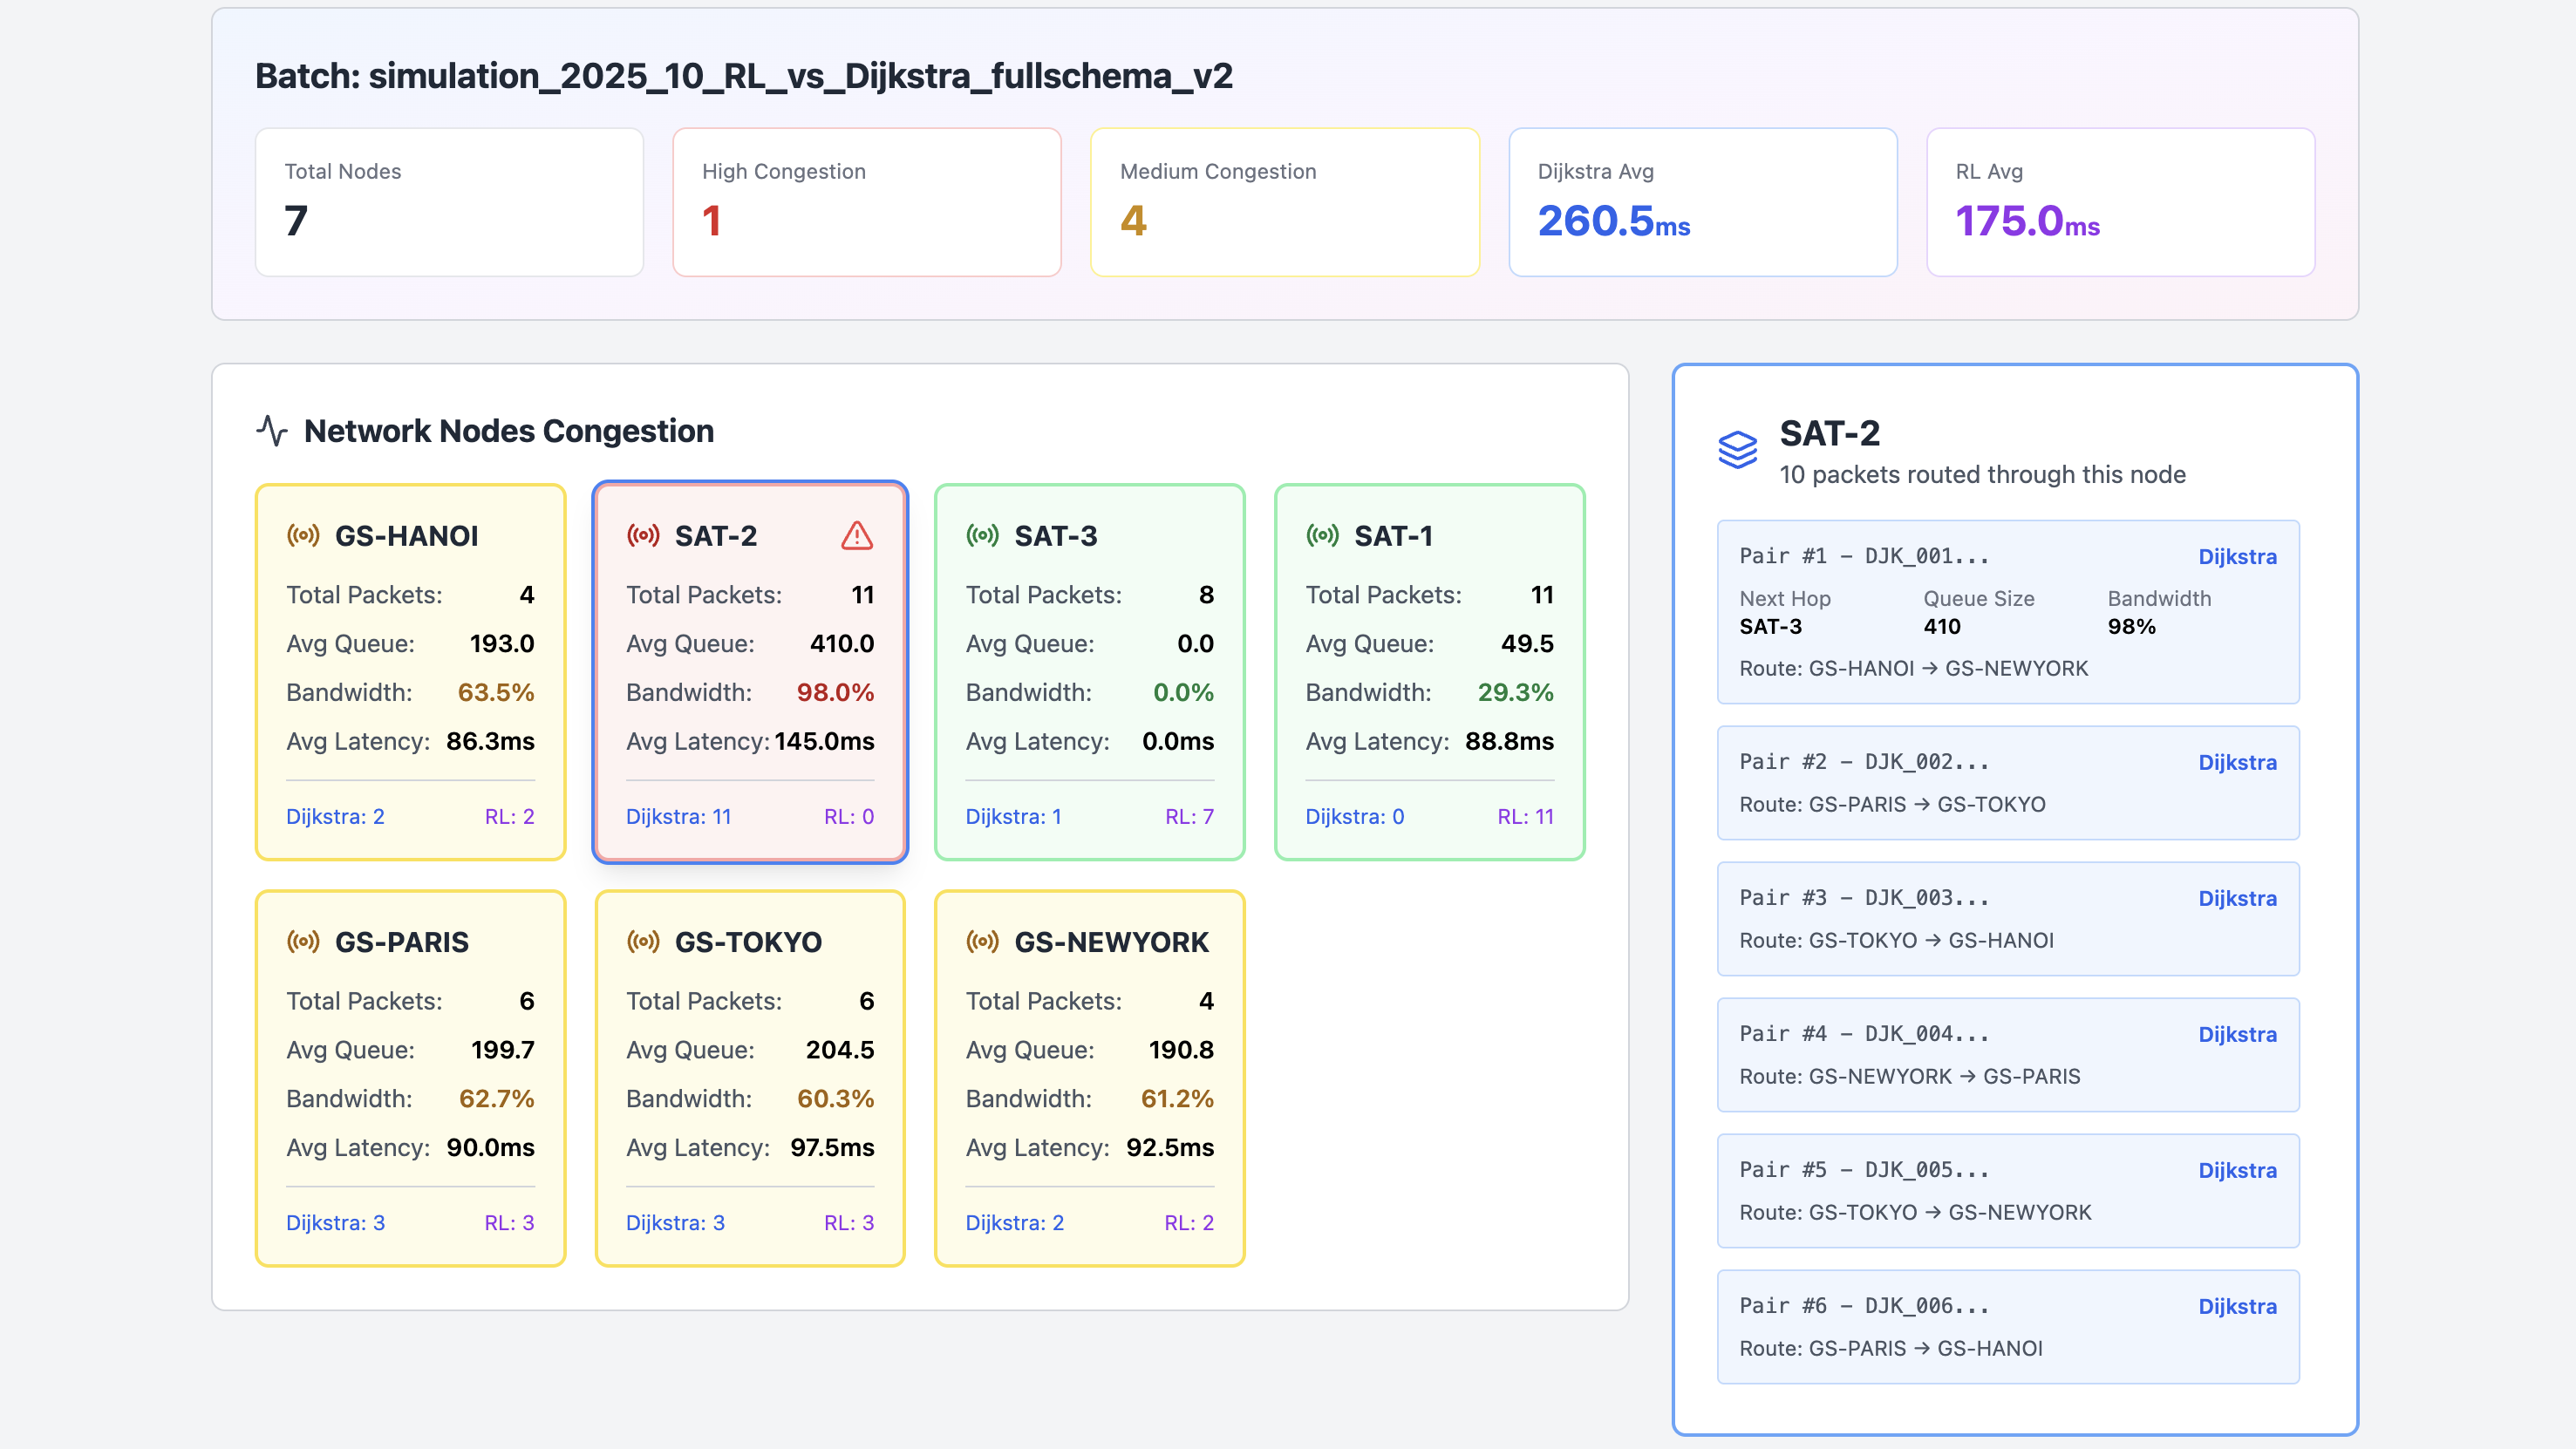 Batch: simulation_2025_10_RL_vs_Dijkstra_fullschema_v2
Total Nodes
7
High Congestion
1
Medium Congestion
4
Dijkstra Avg
260.5ms
RL Avg
175.0ms
Network Nodes Congestion
GS-HANOI
Total Packets: 4
Avg Queue: 193.0
Bandwidth: 63.5%
Avg Latency: 86.3ms
Dijkstra: 2 RL: 2
SAT-2
Total Packets: 11
Avg Queue: 410.0
Bandwidth: 98.0%
Avg Latency: 145.0ms
Dijkstra: 11 RL: 0
SAT-3
Total Packets: 8
Avg Queue: 0.0
Bandwidth: 0.0%
Avg Latency: 0.0ms
Dijkstra: 1 RL: 7
SAT-1
Total Packets: 11
Avg Queue: 49.5
Bandwidth: 29.3%
Avg Latency: 88.8ms
Dijkstra: 0 RL: 11
GS-PARIS
Total Packets: 6
Avg Queue: 199.7
Bandwidth: 62.7%
Avg Latency: 90.0ms
Dijkstra: 3 RL: 3
GS-TOKYO
Total Packets: 6
Avg Queue: 204.5
Bandwidth: 60.3%
Avg Latency: 97.5ms
Dijkstra: 3 RL: 3
GS-NEWYORK
Total Packets: 4
Avg Queue: 190.8
Bandwidth: 61.2%
Avg Latency: 92.5ms
Dijkstra: 2 RL: 2
SAT-2
10 packets routed through this node
Pair #1 – DJK_001... Dijkstra
Next Hop Queue Size Bandwidth
SAT-3 410 98%
Route: GS-HANOI → GS-NEWYORK
Pair #2 – DJK_002... Dijkstra
Route: GS-PARIS → GS-TOKYO
Pair #3 – DJK_003... Dijkstra
Route: GS-TOKYO → GS-HANOI
Pair #4 – DJK_004... Dijkstra
Route: GS-NEWYORK → GS-PARIS
Pair #5 – DJK_005... Dijkstra
Route: GS-TOKYO → GS-NEWYORK
Pair #6 – DJK_006... Dijkstra
Route: GS-PARIS → GS-HANOI